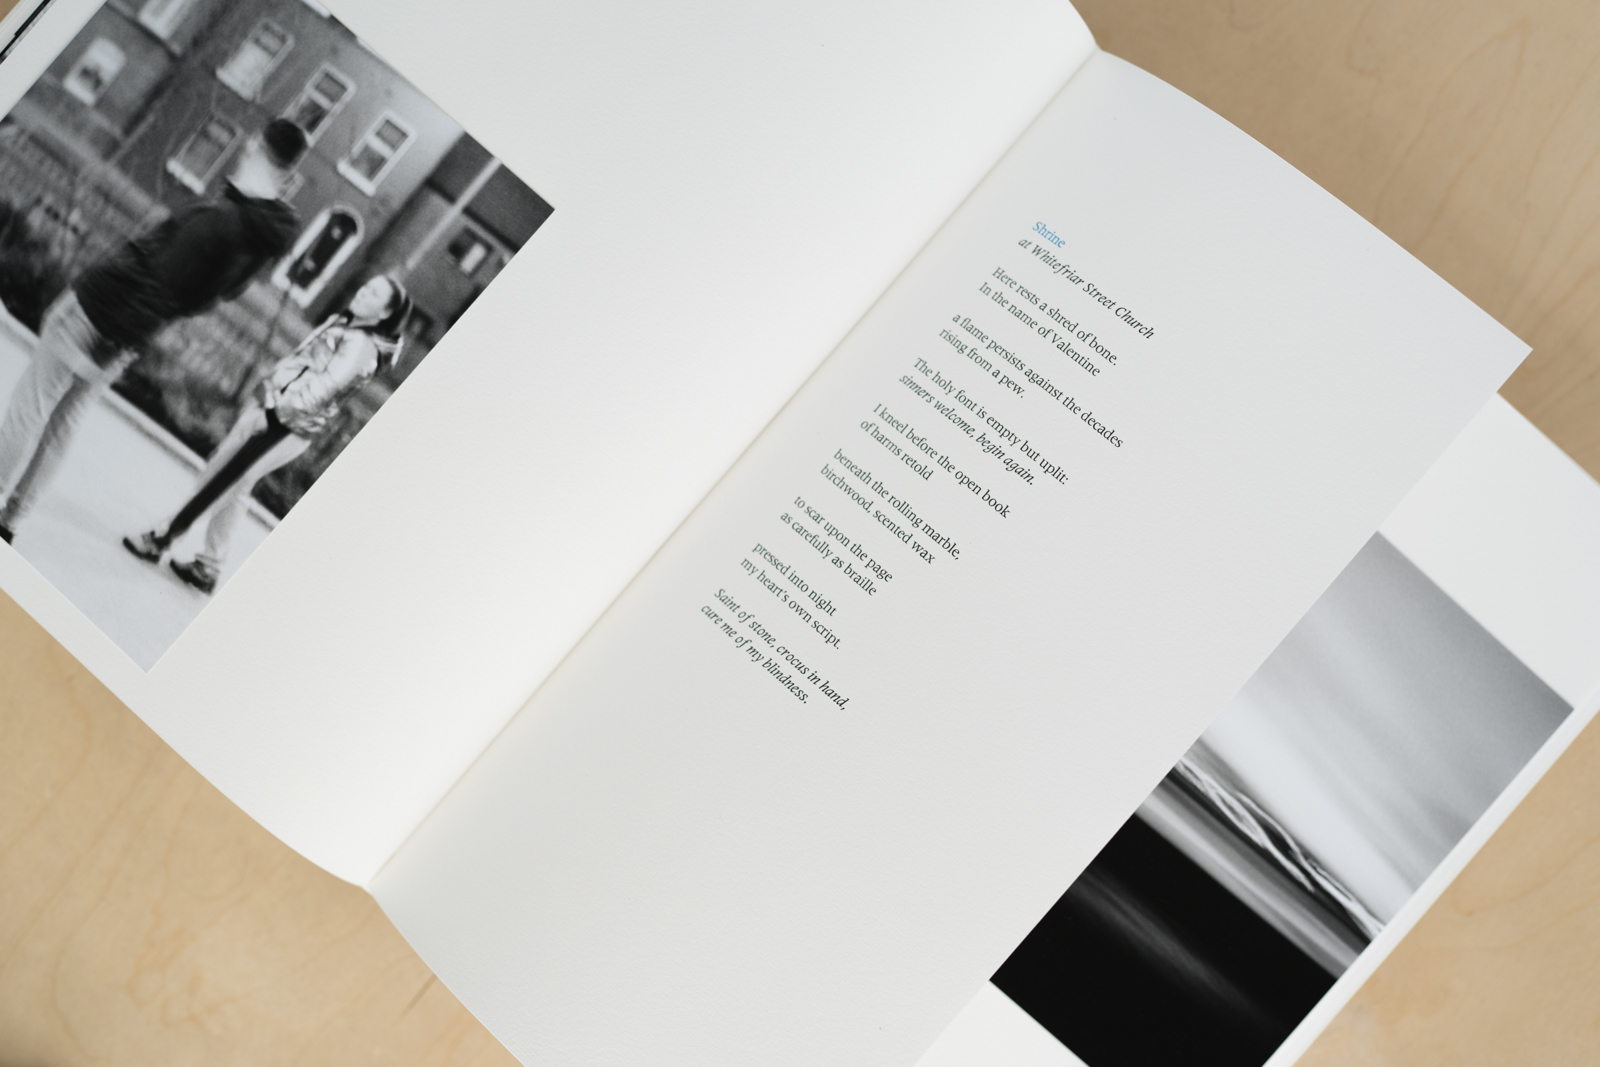 Shrine
at Whitefriar Street Church
Here rests a shred of bone.
In the name of Valentine
a flame persists against the decades
rising from a pew.
The holy font is empty but uplit:
sinners welcome, begin again.
I kneel before the open book
of harms retold
beneath the rolling marble,
birchwood, scented wax
to scar upon the page
as carefully as braille
pressed into night
my heart's own script.
Saint of stone, crocus in hand,
cure me of my blindness.